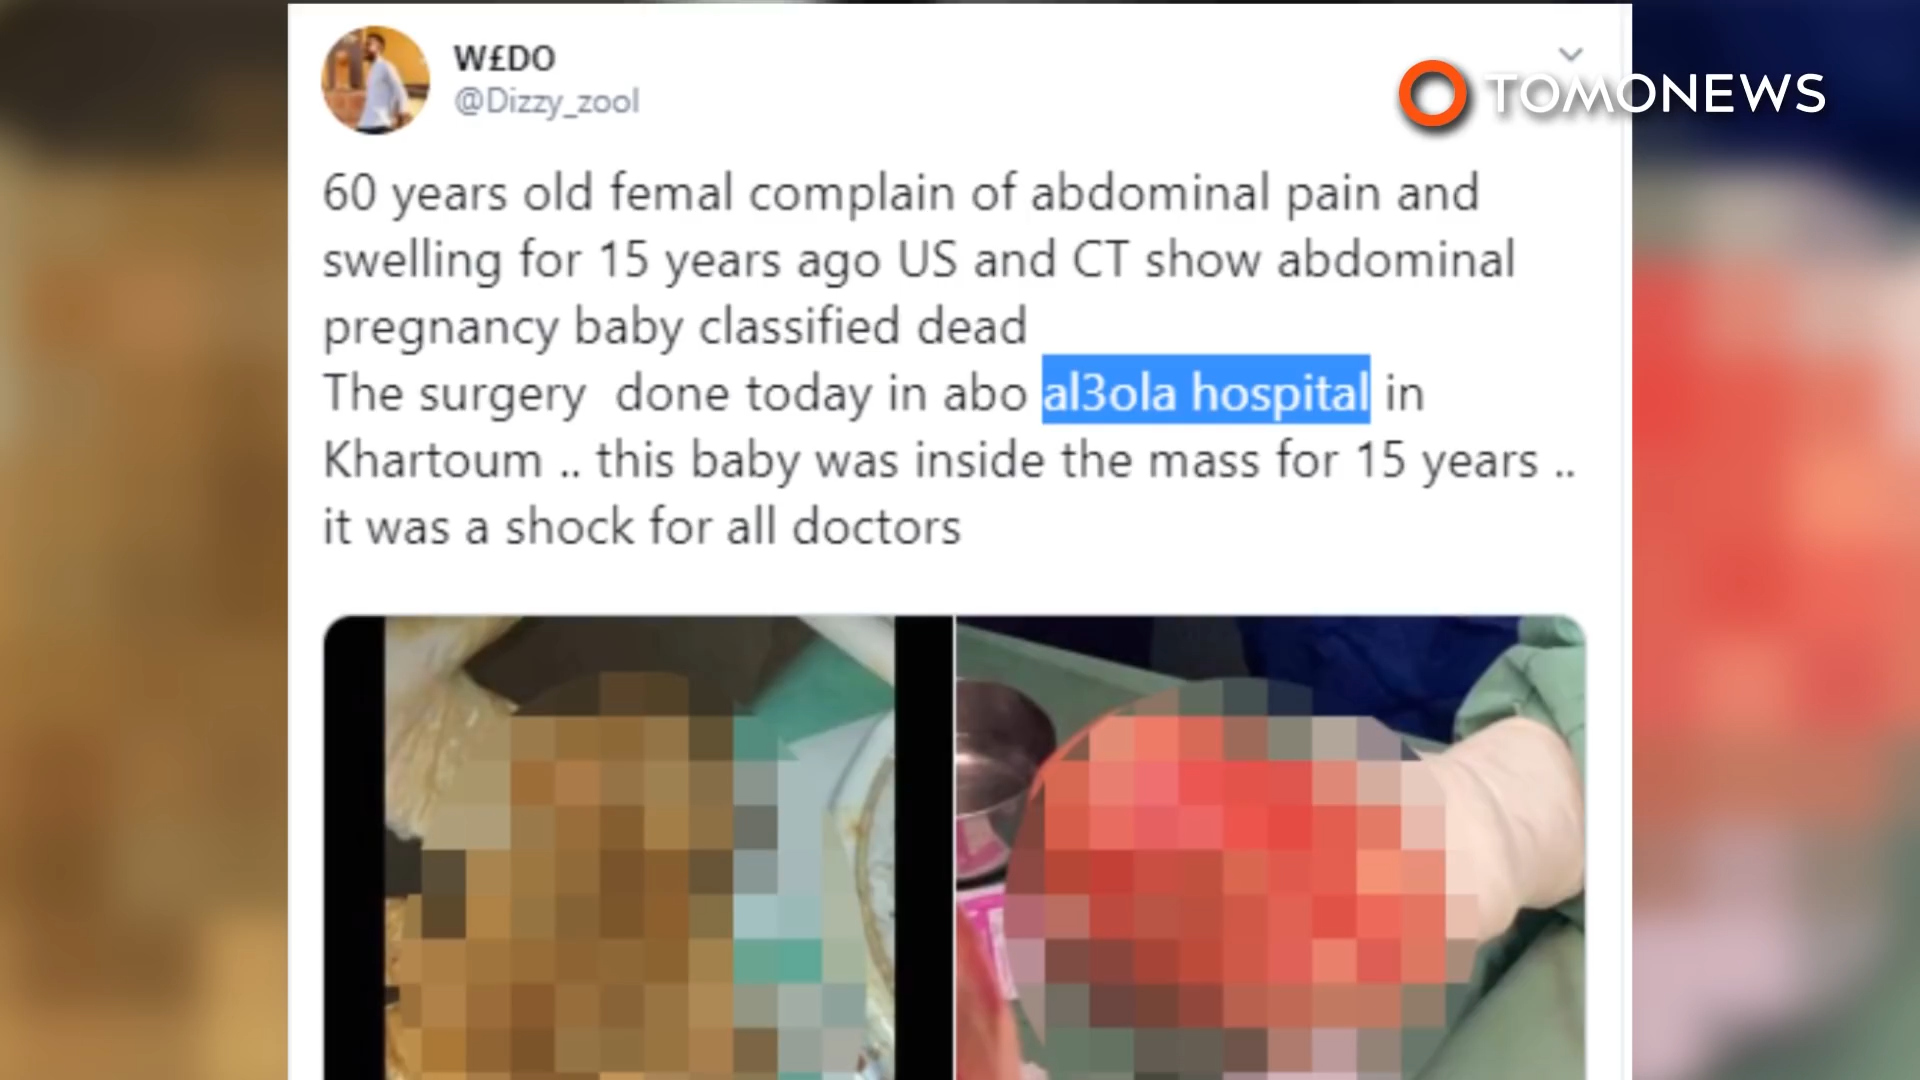 W£DO
@Dizzy_zool
TOMONEWS
60 years old femal complain of abdominal pain and
swelling for 15 years ago US and CT show abdominal
pregnancy baby classified dead
The surgery  done today in abo al3ola hospital in
Khartoum .. this baby was inside the mass for 15 years ..
it was a shock for all doctors